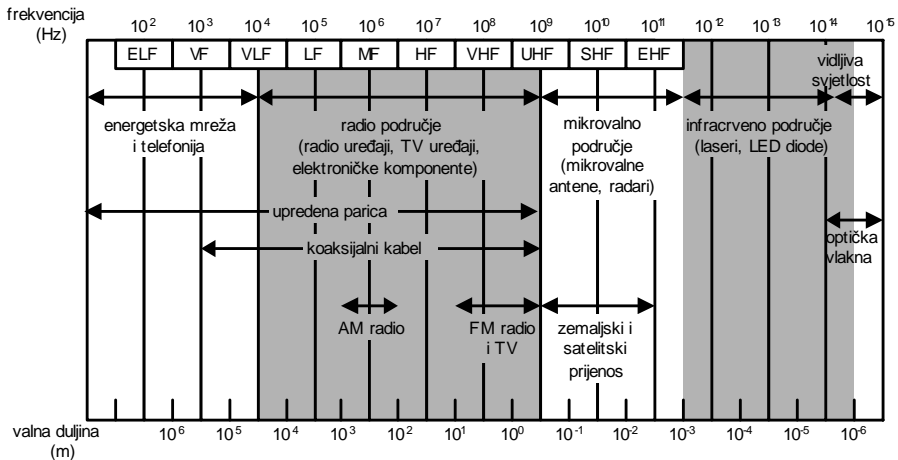 frekvencija
(Hz)
10² 10³ 10⁴ 10⁵ 10⁶ 10⁷ 10⁸ 10⁹ 10¹⁰ 10¹¹ 10¹² 10¹³ 10¹⁴ 10¹⁵
ELF VF VLF LF MF HF VHF UHF SHF EHF
vidljiva
svjetlost
energetska mreža
i telefonija
radio područje
(radio uređaji, TV uređaji,
elektroničke komponente)
mikrovalno
područje
(mikrovalne
antene, radari)
infracrveno područje
(laseri, LED diode)
upredena parica
koaksijalni kabel
optička
vlakna
AM radio
FM radio
i TV
zemaljski i
satelitski
prijenos
valna duljina
(m)
10⁶ 10⁵ 10⁴ 10³ 10² 10¹ 10⁰ 10⁻¹ 10⁻² 10⁻³ 10⁻⁴ 10⁻⁵ 10⁻⁶